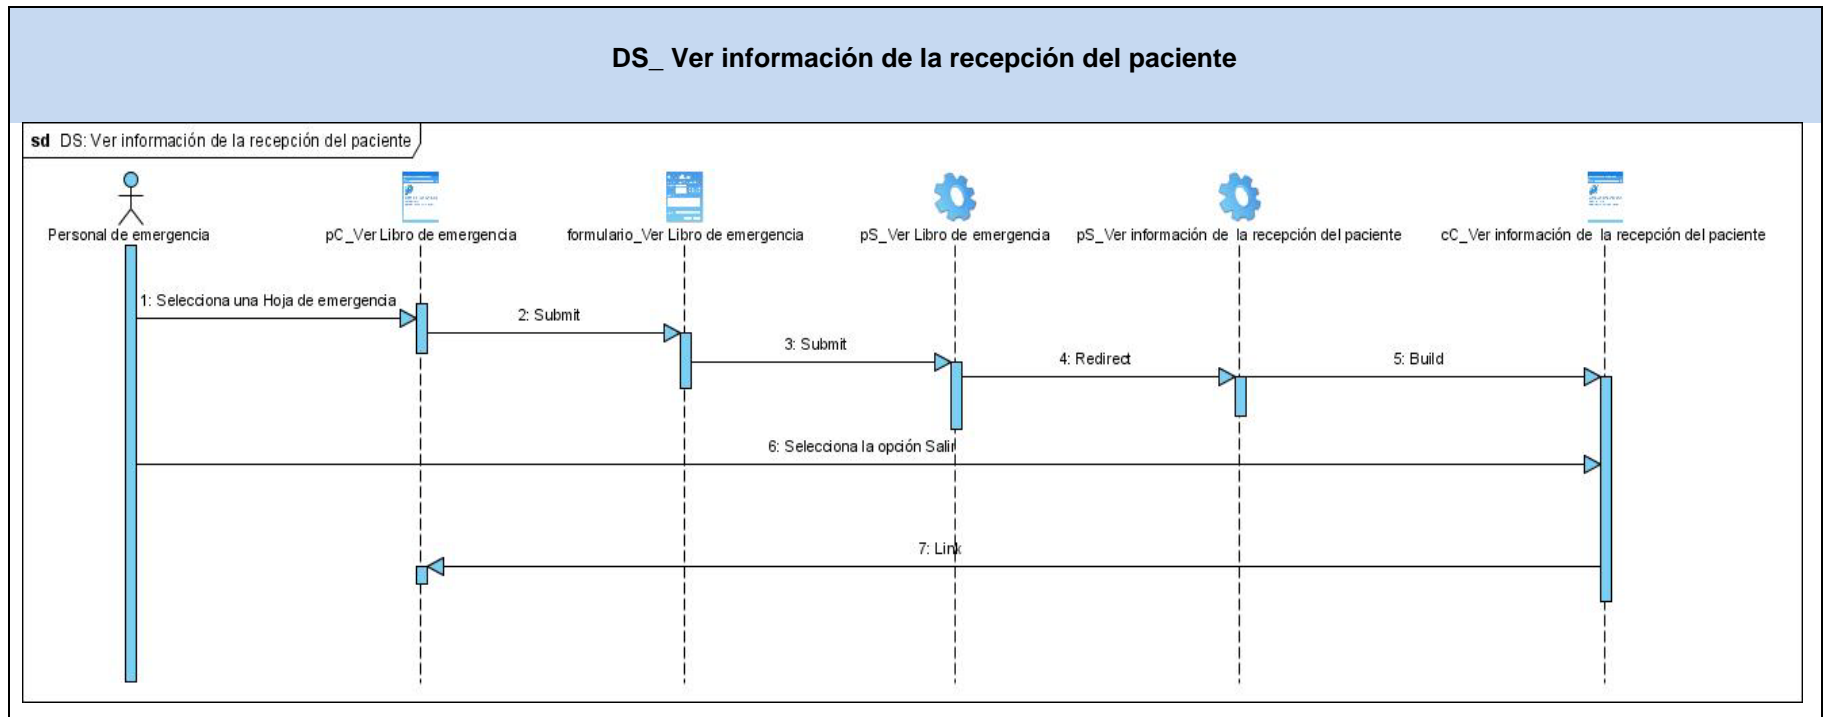 DS_ Ver información de la recepción del paciente
sd DS: Ver información de la recepción del paciente
Personal de emergencia
pC_Ver Libro de emergencia
formulario_Ver Libro de emergencia
pS_Ver Libro de emergencia
pS_Ver información de la recepción del paciente
cC_Ver información de la recepción del paciente
1: Selecciona una Hoja de emergencia
2: Submit
3: Submit
4: Redirect
5: Build
6: Selecciona la opción Salir
7: Link